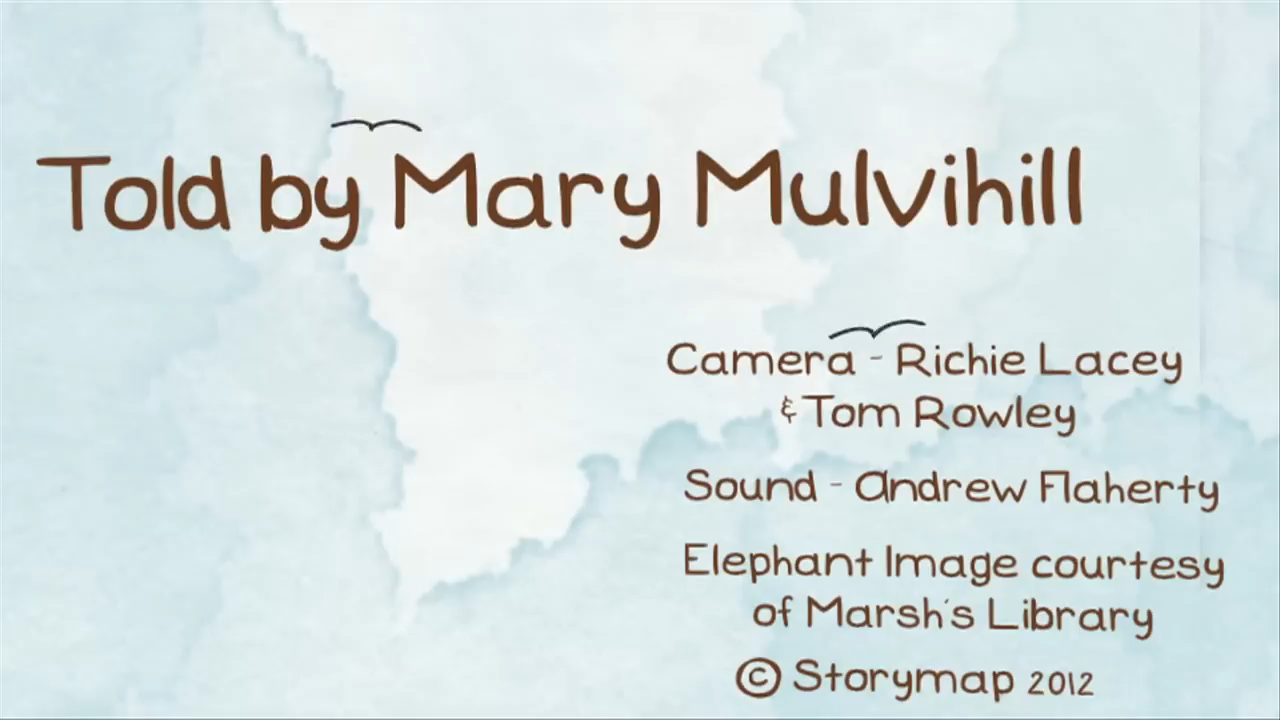 Told by Mary Mulvihill
Camera - Richie Lacey
& Tom Rowley
Sound - Andrew Flaherty
Elephant Image courtesy
of Marsh's Library
© Storymap 2012